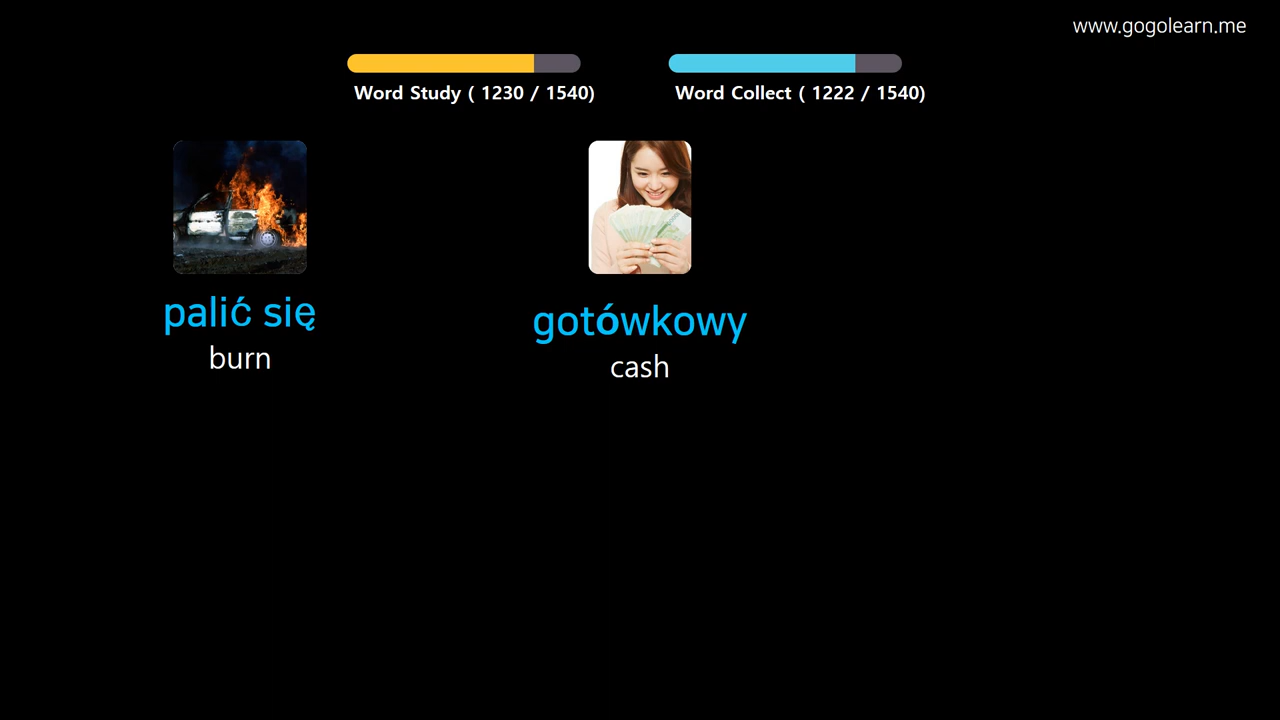 www.gogolearn.me
Word Study ( 1230 / 1540)
Word Collect ( 1222 / 1540)
palić się
burn
gotówkowy
cash